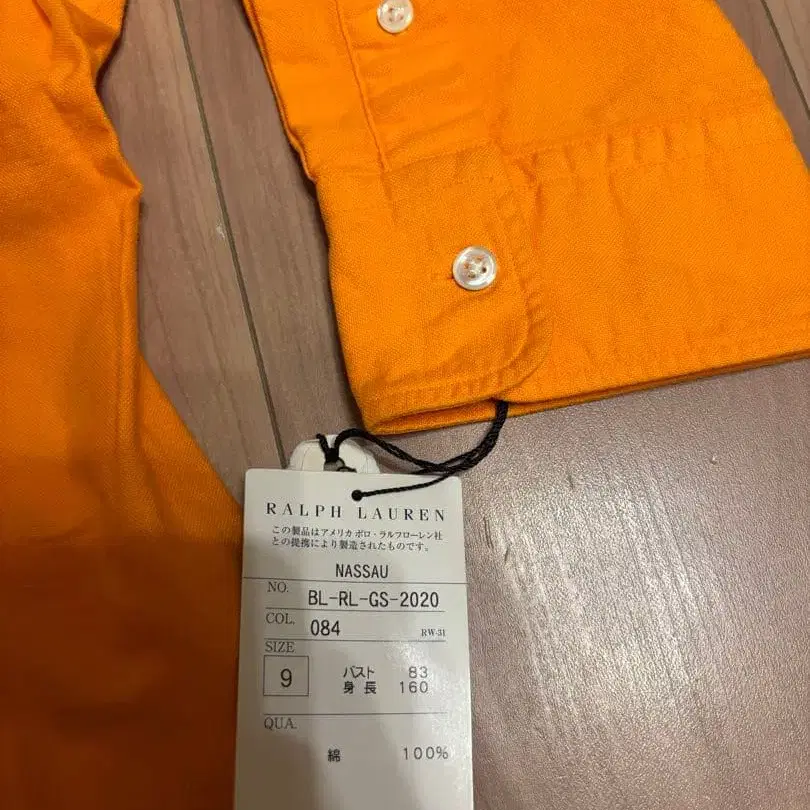 RALPH LAUREN
この製品はアメリカ ポロ・ラルフローレン社
との提携により製造されたものです。
NASSAU
NO. BL-RL-GS-2020
COL. 084 RW-31
SIZE
9 バスト 83
身長 160
QUA.
綿 100%